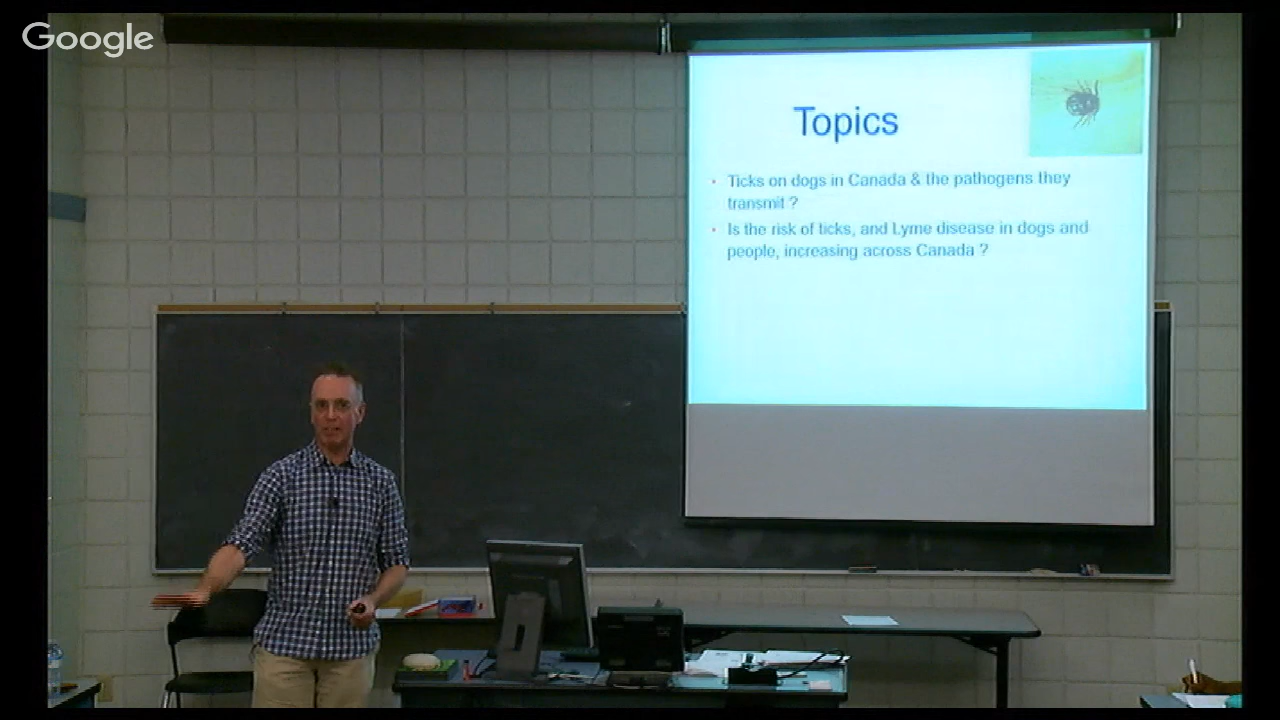 Google
Topics
• Ticks on dogs in Canada & the pathogens they
transmit ?
• Is the risk of ticks, and Lyme disease in dogs and
people, increasing across Canada ?